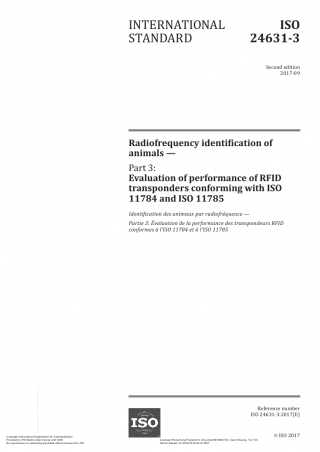 INTERNATIONAL STANDARD
ISO 24631-3
Second edition
2017-09
Radiofrequency identification of
animals —
Part 3:
Evaluation of performance of RFID
transponders conforming with ISO
11784 and ISO 11785
Identification des animaux par radiofréquence —
Partie 3: Évaluation de la performance des transpondeurs RFID
conformes à l'ISO 11784 et à l'ISO 11785
ISO
Reference number
ISO 24631-3:2017(E)
© ISO 2017